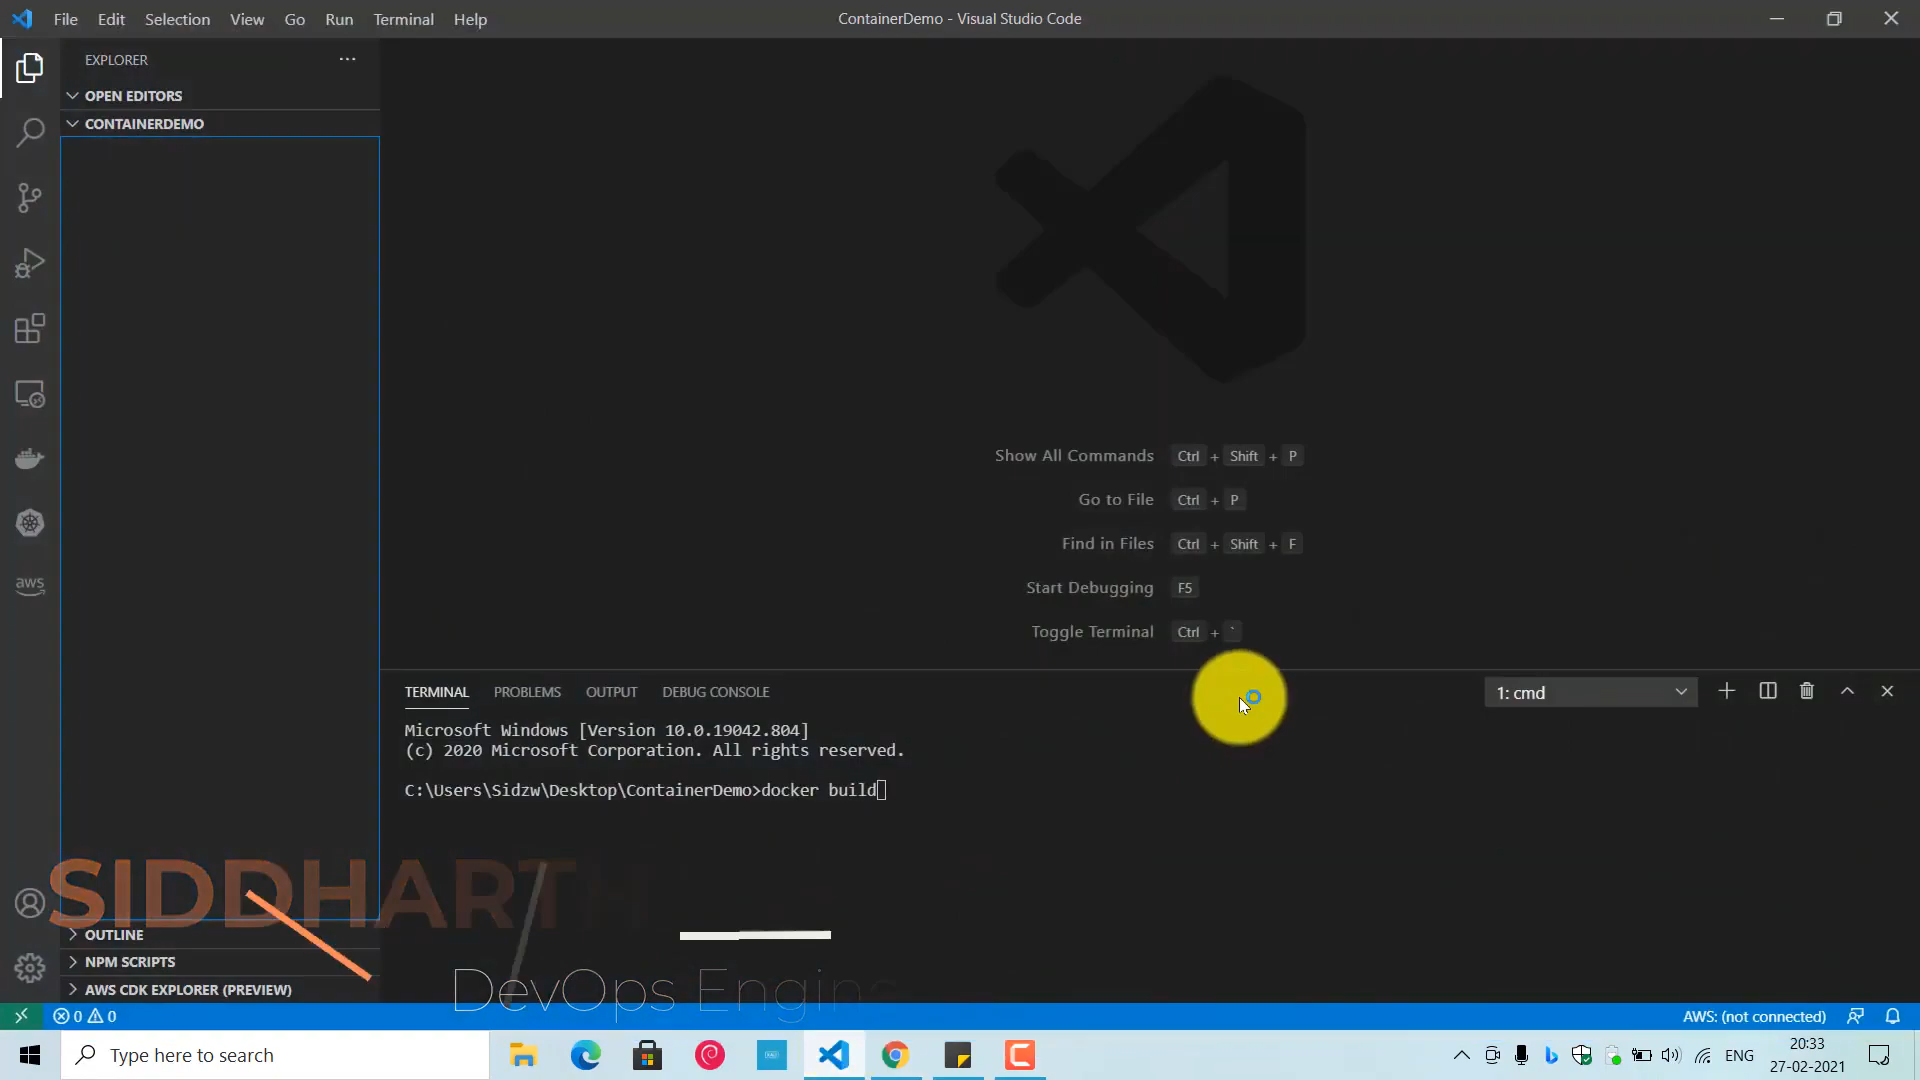 File Edit Selection View Go Run Terminal Help
ContainerDemo - Visual Studio Code
EXPLORER
OPEN EDITORS
CONTAINERDEMO
Show All Commands Ctrl + Shift + P
Go to File Ctrl + P
Find in Files Ctrl + Shift + F
Start Debugging F5
Toggle Terminal Ctrl + `
aws
TERMINAL PROBLEMS OUTPUT DEBUG CONSOLE
1: cmd
Microsoft Windows [Version 10.0.19042.804]
(c) 2020 Microsoft Corporation. All rights reserved.
C:\Users\Sidzw\Desktop\ContainerDemo>docker build
SIDDHARTH
DevOps Engin
OUTLINE
NPM SCRIPTS
AWS CDK EXPLORER (PREVIEW)
0 0
AWS: (not connected)
Type here to search
ENG
20:33
27-02-2021